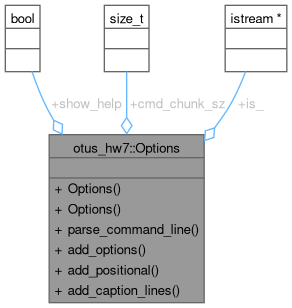 bool
size_t
istream *
+show_help
+cmd_chunk_sz
+is_
otus_hw7::Options
+ Options()
+ Options()
+ parse_command_line()
+ add_options()
+ add_positional()
+ add_caption_lines()